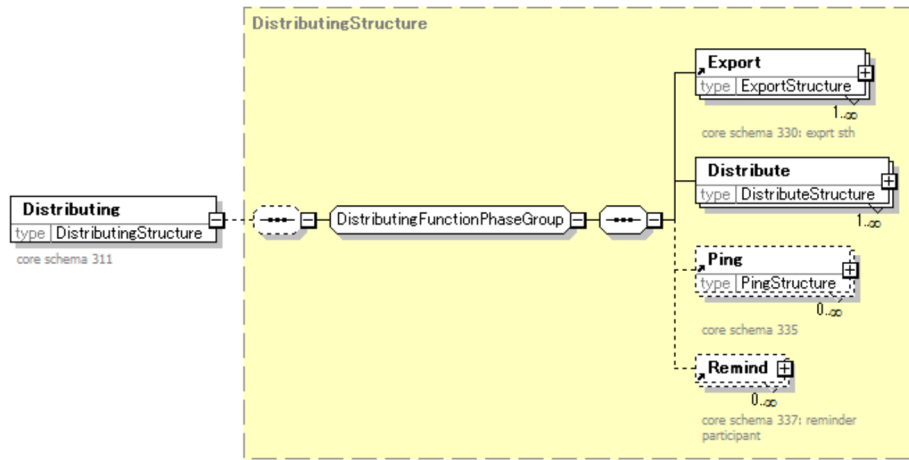 DistributingStructure
Export
type ExportStructure
1..∞
core schema 330: exprt sth
Distribute
type DistributeStructure
1..∞
Distributing
type DistributingStructure
core schema 311
DistributingFunctionPhaseGroup
Ping
type PingStructure
0..∞
core schema 335
Remind
0..∞
core schema 337: reminder
participant